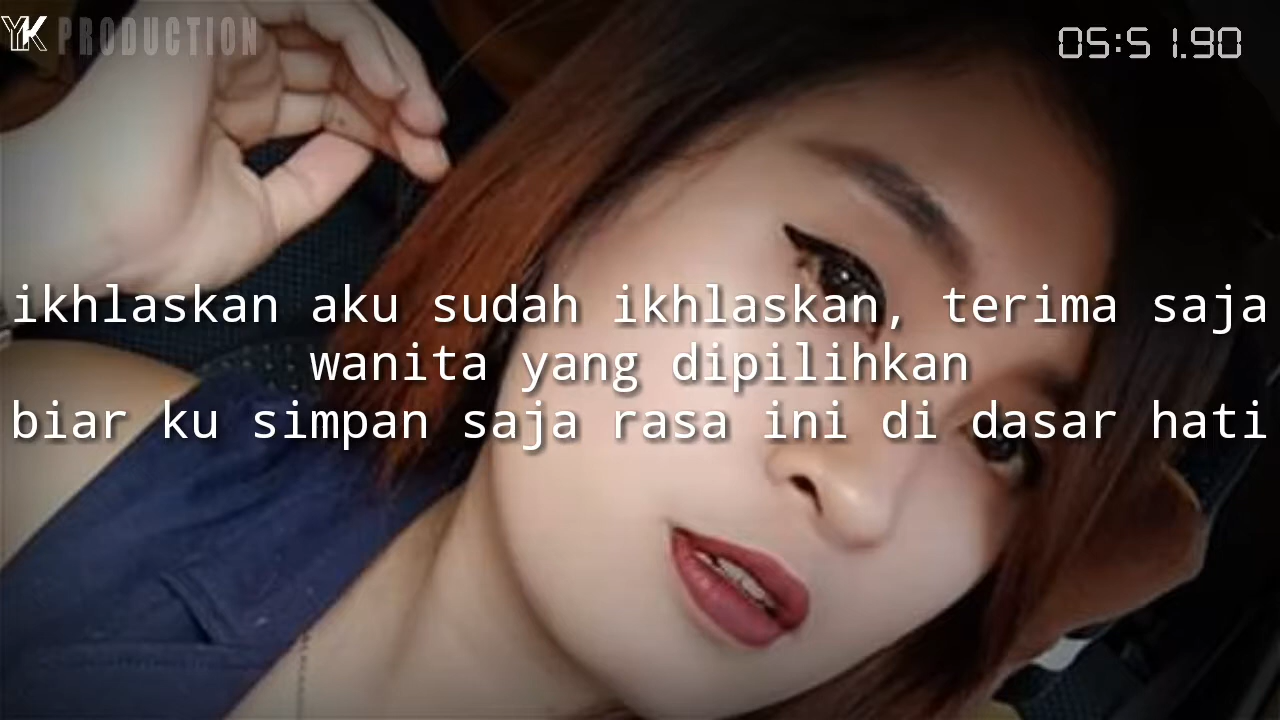 YK PRODUCTION
05:51.90
ikhlaskan aku sudah ikhlaskan, terima saja
wanita yang dipilihkan
biar ku simpan saja rasa ini di dasar hati